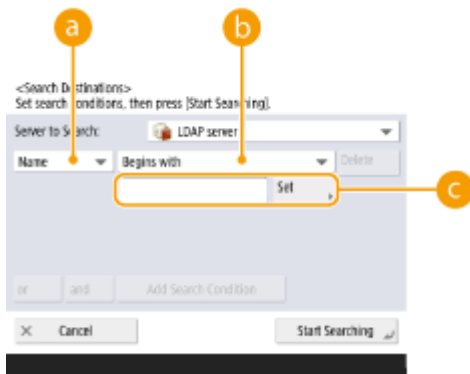 a b
<Search Destinations>
Set search conditions, then press [Start Searching].
Server to Search: LDAP server
Name Begins with Delete
Set c
or and Add Search Condition
× Cancel Start Searching